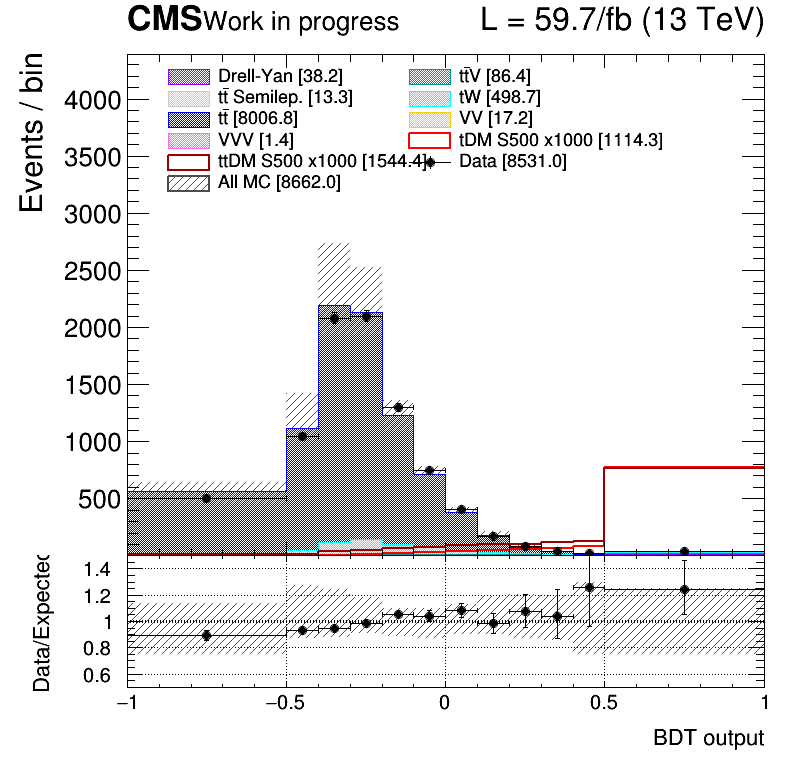 CMS Work in progress L = 59.7/fb (13 TeV)
Events / bin
Drell-Yan [38.2] tt̄V [86.4]
tt̄ Semilep. [13.3] tW [498.7]
tt̄ [8006.8] VV [17.2]
VVV [1.4] tDM S500 x1000 [1114.3]
ttDM S500 x1000 [1544.4] Data [8531.0]
All MC [8662.0]
4000
3500
3000
2500
2000
1500
1000
500
Data/Expected
1.4
1.2
1
0.8
0.6
−1 −0.5 0 0.5 1
BDT output